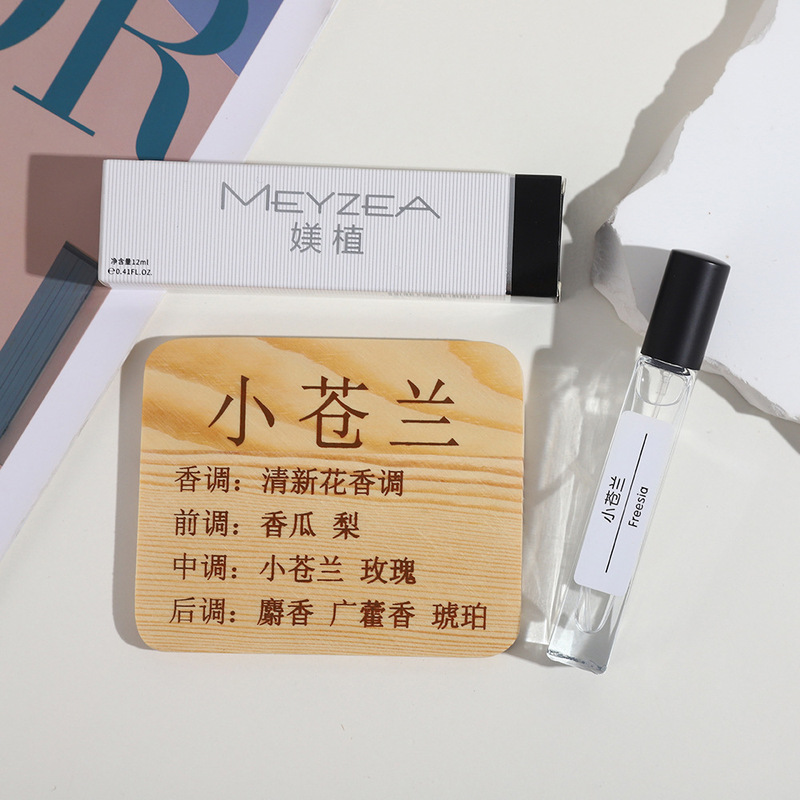 OR
MEYZEA
媄植
净含量12ml
℮0.41FL.OZ.
小苍兰
香调：清新花香调
前调：香瓜 梨
中调：小苍兰 玫瑰
后调：麝香 广藿香 琥珀
小苍兰
Freesia